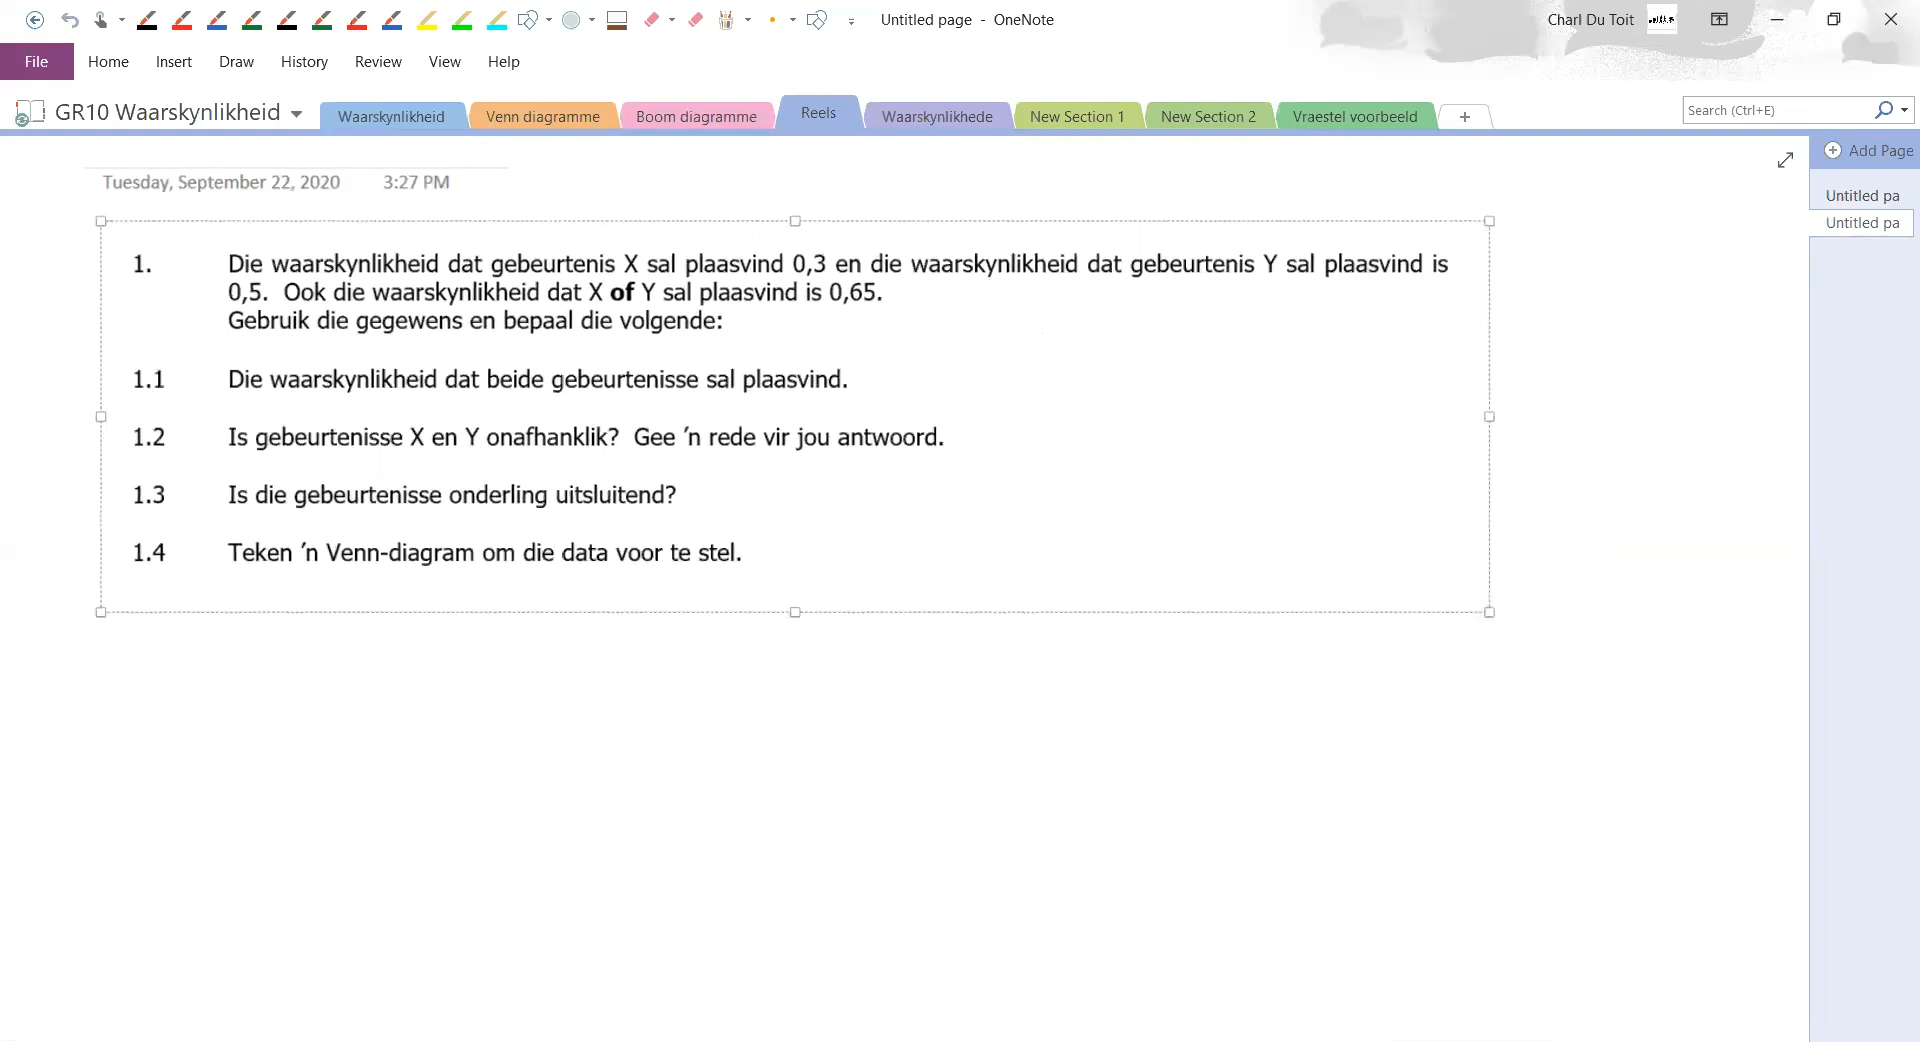 Untitled page - OneNote
Charl Du Toit
File Home Insert Draw History Review View Help
GR10 Waarskynlikheid
Waarskynlikheid Venn diagramme Boom diagramme Reels Waarskynlikhede New Section 1 New Section 2 Vraestel voorbeeld +
Search (Ctrl+E)
Add Page
Untitled pa
Untitled pa
Tuesday, September 22, 2020 3:27 PM
1. Die waarskynlikheid dat gebeurtenis X sal plaasvind 0,3 en die waarskynlikheid dat gebeurtenis Y sal plaasvind is
0,5. Ook die waarskynlikheid dat X of Y sal plaasvind is 0,65.
Gebruik die gegewens en bepaal die volgende:
1.1 Die waarskynlikheid dat beide gebeurtenisse sal plaasvind.
1.2 Is gebeurtenisse X en Y onafhanklik? Gee 'n rede vir jou antwoord.
1.3 Is die gebeurtenisse onderling uitsluitend?
1.4 Teken 'n Venn-diagram om die data voor te stel.